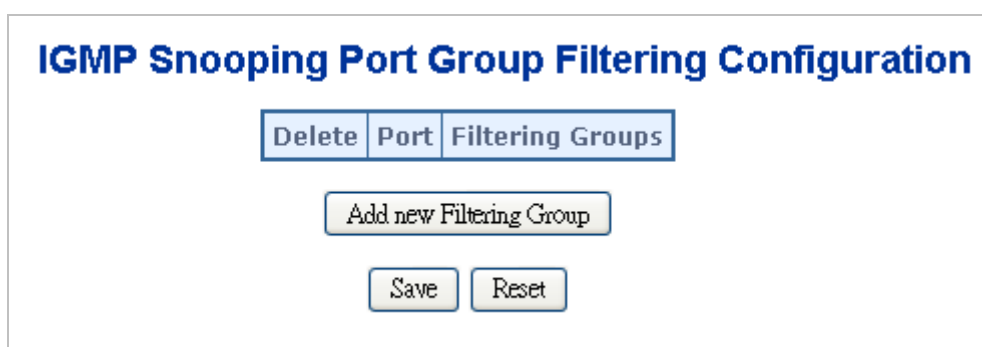 IGMP Snooping Port Group Filtering Configuration
Delete Port Filtering Groups
Add new Filtering Group
Save Reset